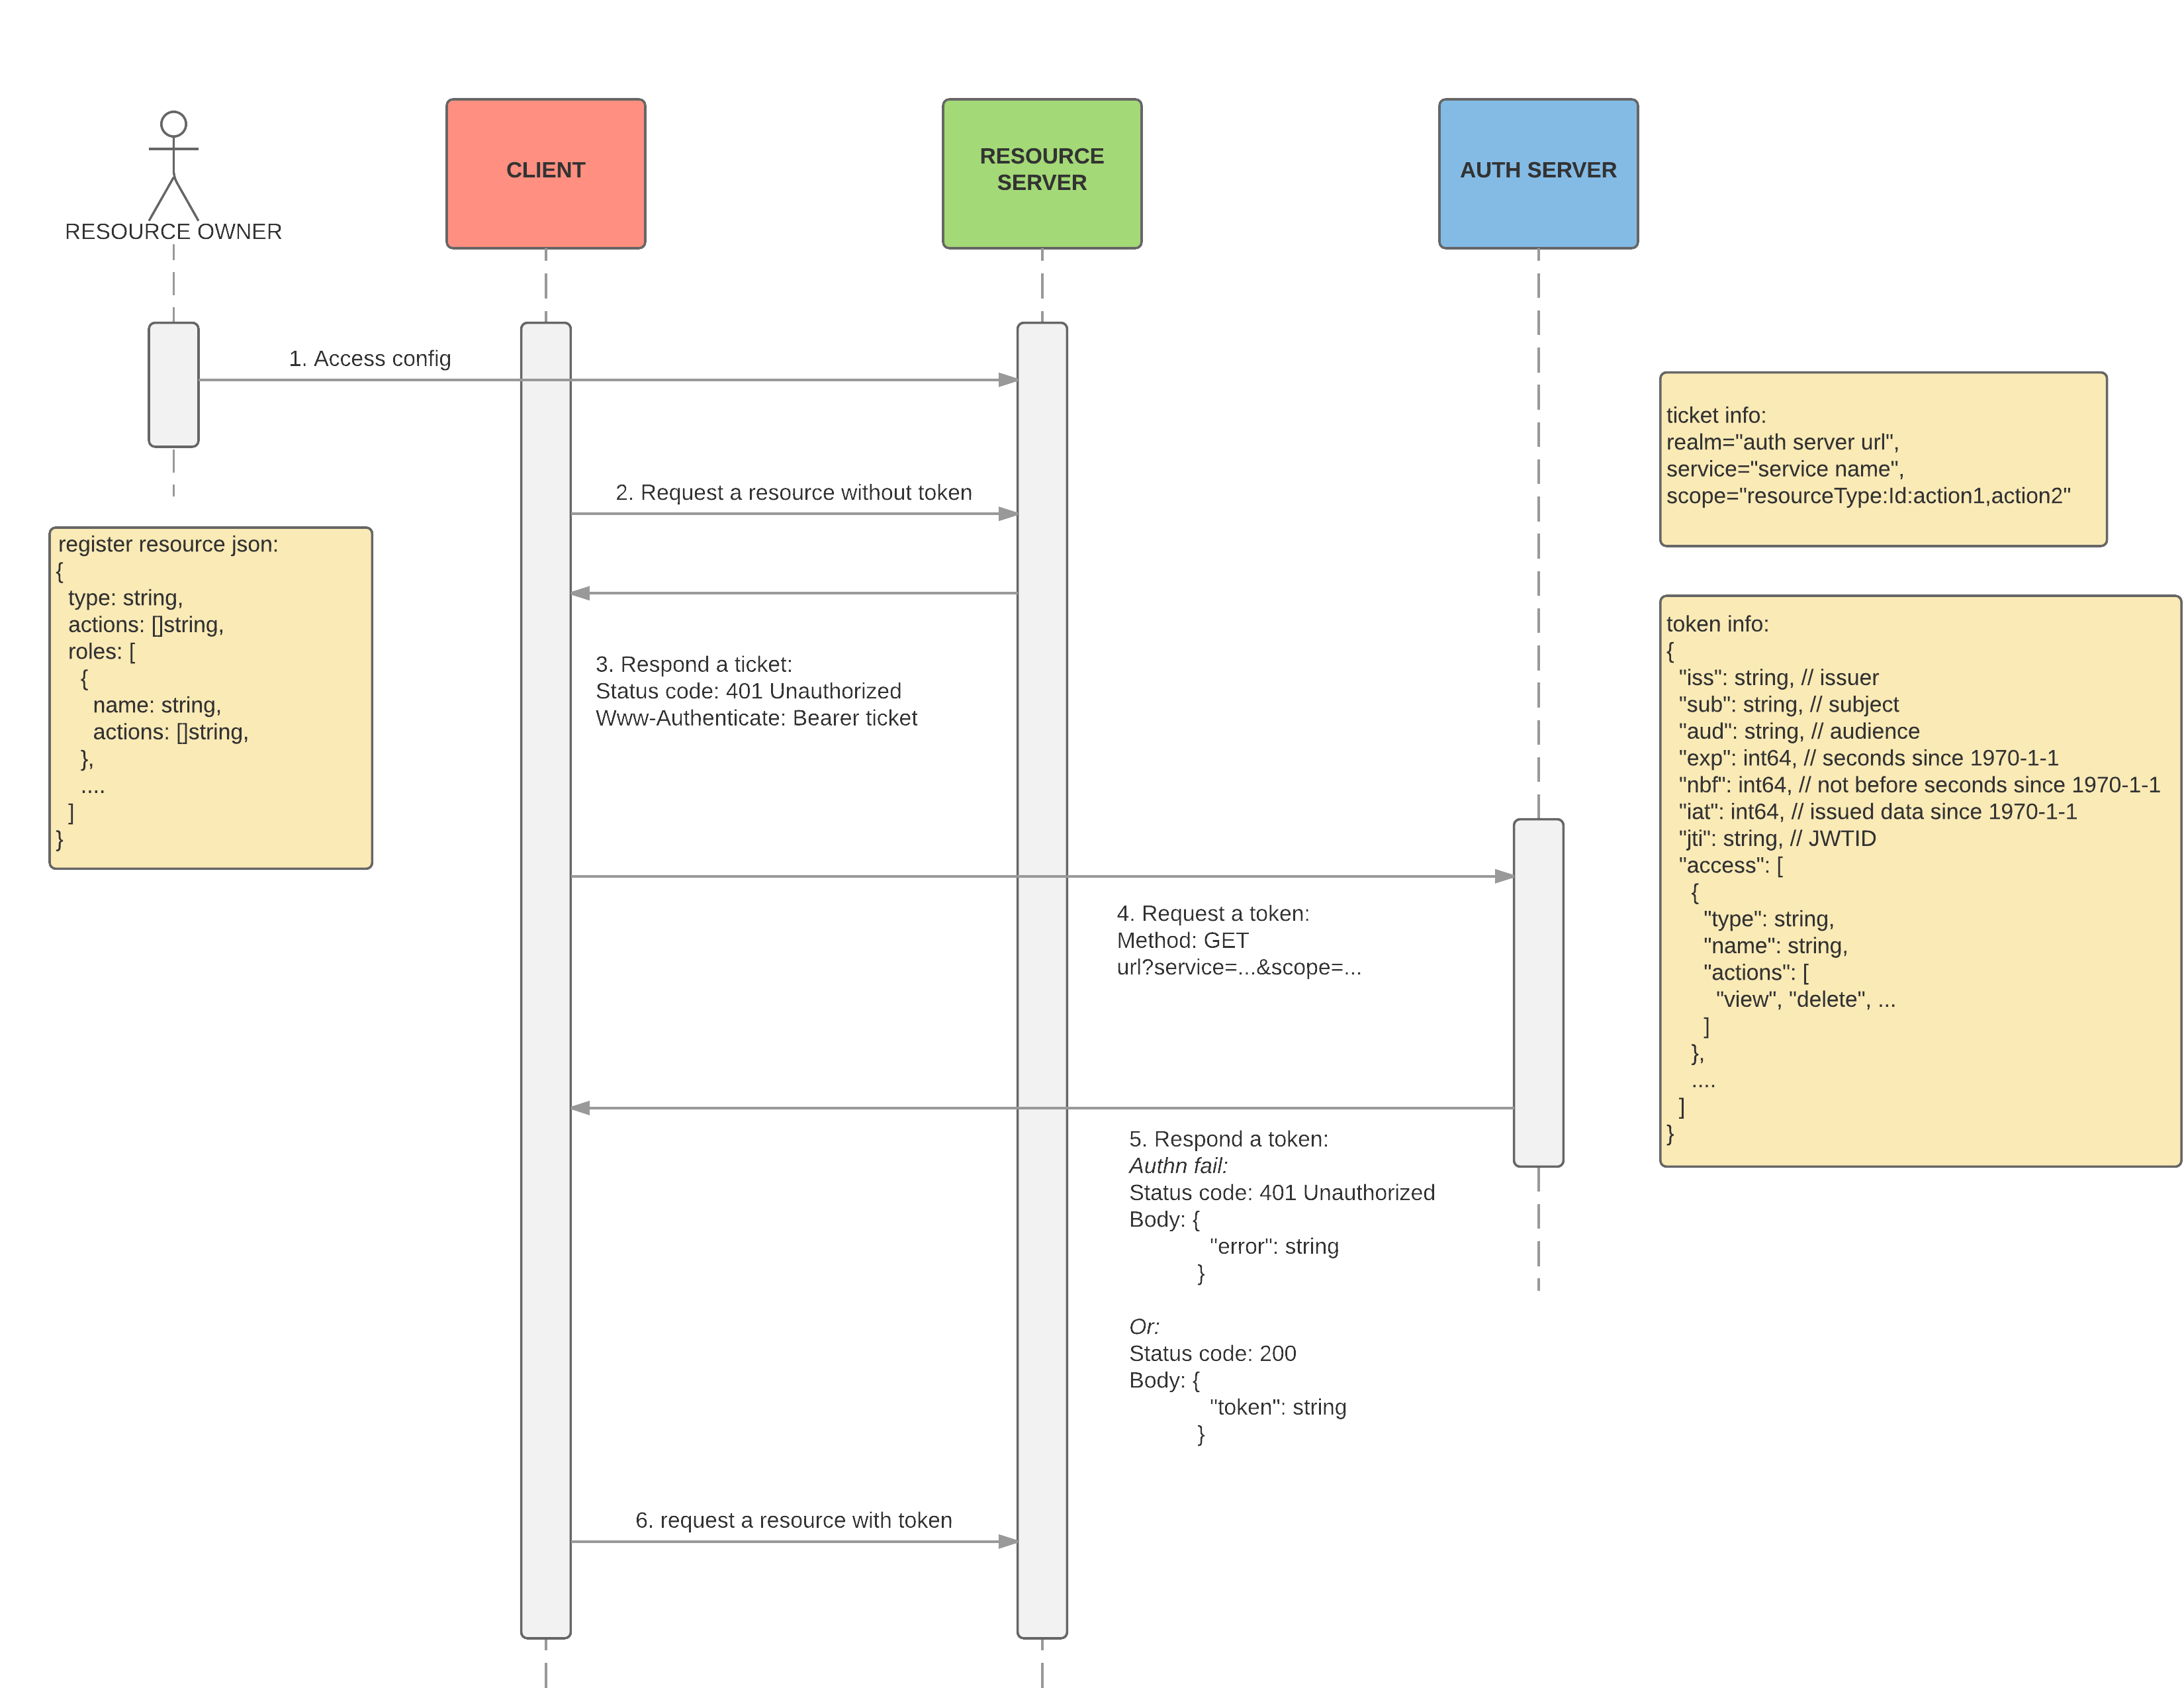 RESOURCE OWNER
CLIENT
RESOURCE
SERVER
AUTH SERVER
1. Access config
2. Request a resource without token
3. Respond a ticket:
Status code: 401 Unauthorized
Www-Authenticate: Bearer ticket
4. Request a token:
Method: GET
url?service=...&scope=...
5. Respond a token:
Authn fail:
Status code: 401 Unauthorized
Body: {
"error": string
}
Or:
Status code: 200
Body: {
"token": string
}
6. request a resource with token
register resource json:
{
type: string,
actions: []string,
roles: [
{
name: string,
actions: []string,
},
....
]
}
ticket info:
realm="auth server url",
service="service name",
scope="resourceType:Id:action1,action2"
token info:
{
"iss": string, // issuer
"sub": string, // subject
"aud": string, // audience
"exp": int64, // seconds since 1970-1-1
"nbf": int64, // not before seconds since 1970-1-1
"iat": int64, // issued data since 1970-1-1
"jti": string, // JWTID
"access": [
{
"type": string,
"name": string,
"actions": [
"view", "delete", ...
]
},
....
]
}